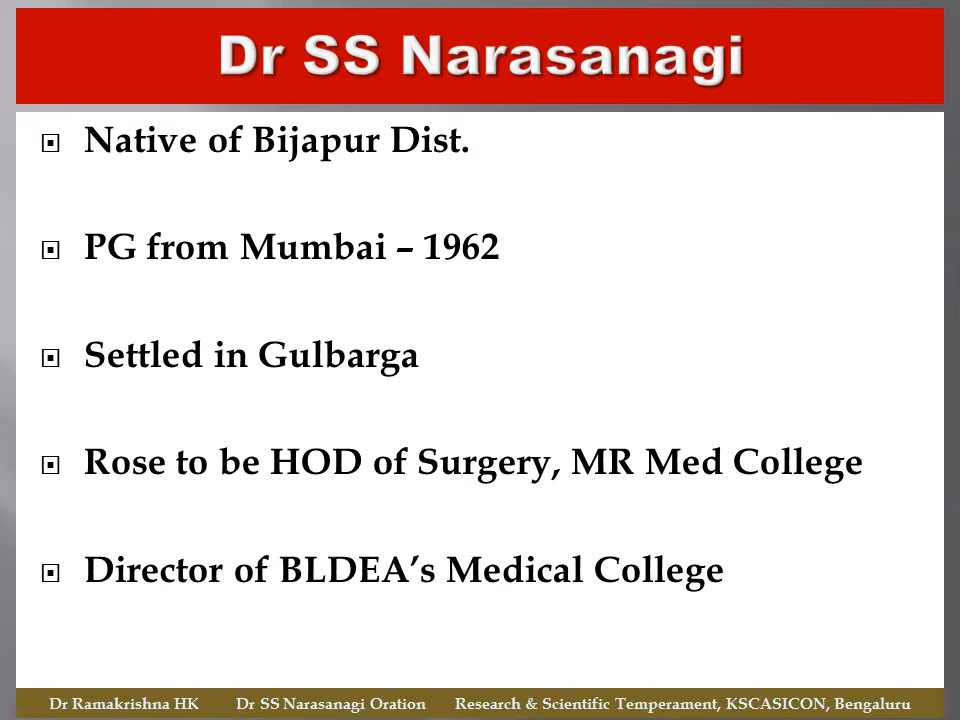 Dr SS Narasanagi
Native of Bijapur Dist.
PG from Mumbai – 1962
Settled in Gulbarga
Rose to be HOD of Surgery, MR Med College
Director of BLDEA’s Medical College
Dr Ramakrishna HK Dr SS Narasanagi Oration Research & Scientific Temperament, KSCASICON, Bengaluru